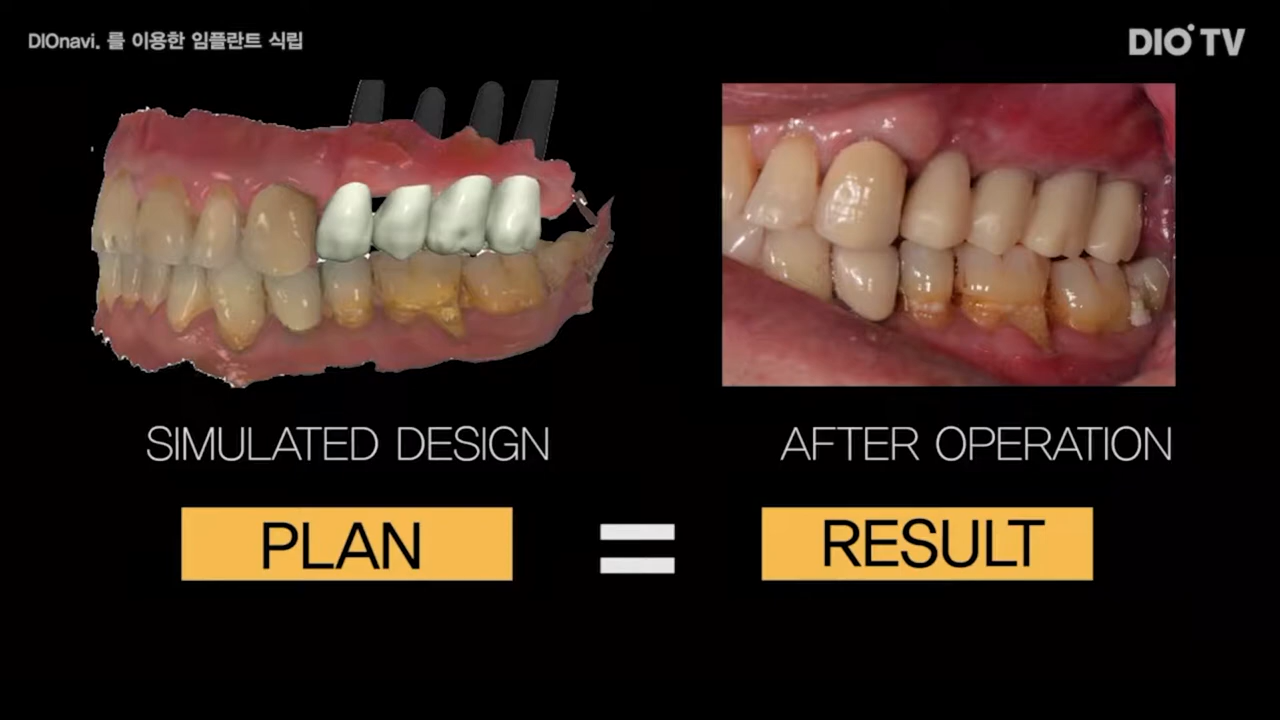 DIOnavi. 를 이용한 임플란트 식립
DIO TV
SIMULATED DESIGN
AFTER OPERATION
PLAN
=
RESULT